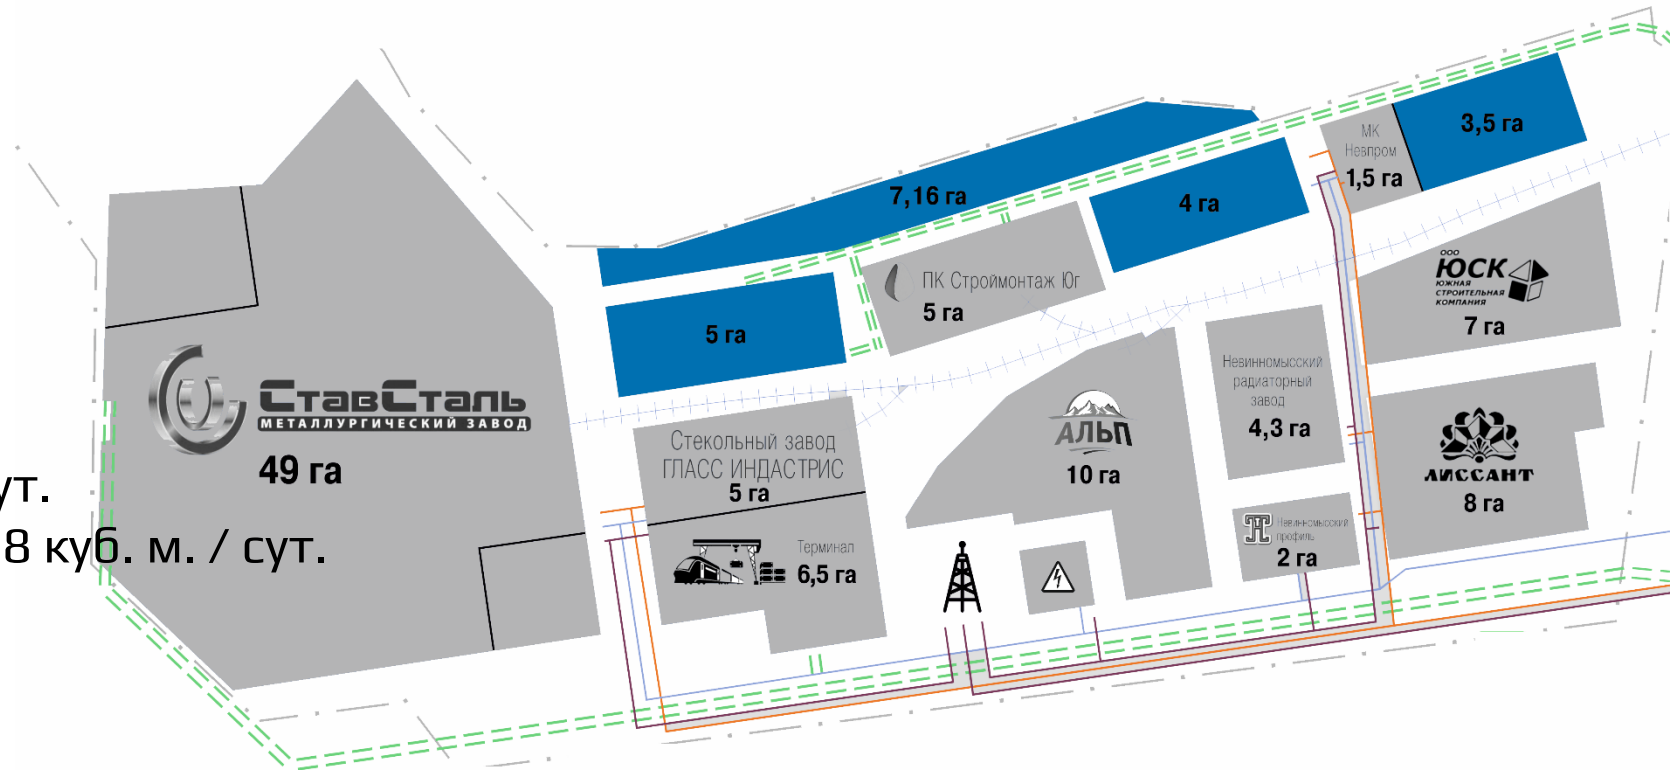 3,5 га
МК
Невпром
1,5 га
7,16 га
4 га
ООО
ЮСК
ЮЖНАЯ
СТРОИТЕЛЬНАЯ
КОМПАНИЯ
7 га
ПК Строймонтаж Юг
5 га
5 га
СтавСталь
МЕТАЛЛУРГИЧЕСКИЙ ЗАВОД
49 га
Стекольный завод
ГЛАСС ИНДАСТРИС
5 га
Терминал
6,5 га
АЛЬП
10 га
Невинномысский
радиаторный
завод
4,3 га
ЛИССАНТ
8 га
Невинномысский
профиль
2 га
ут.
8 куб. м. / сут.